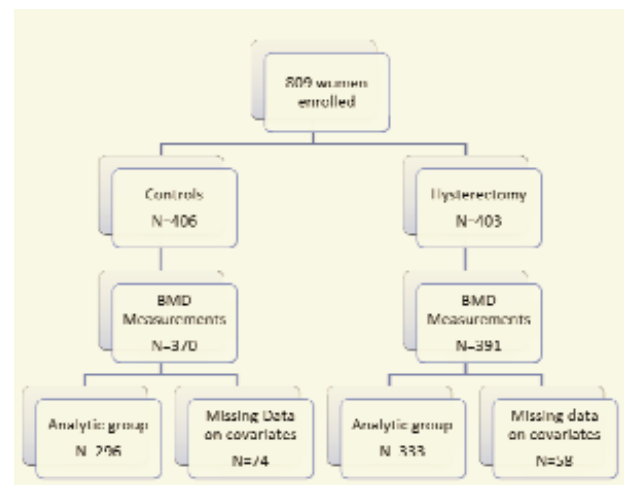 809 women
enrolled
Controls
N=406
Hysterectomy
N=403
BMD
Measurements
N=370
BMD
Measurements
N=391
Analytic group
N=296
Missing Data
on covariates
N=74
Analytic group
N=333
Missing data
on covariates
N=58